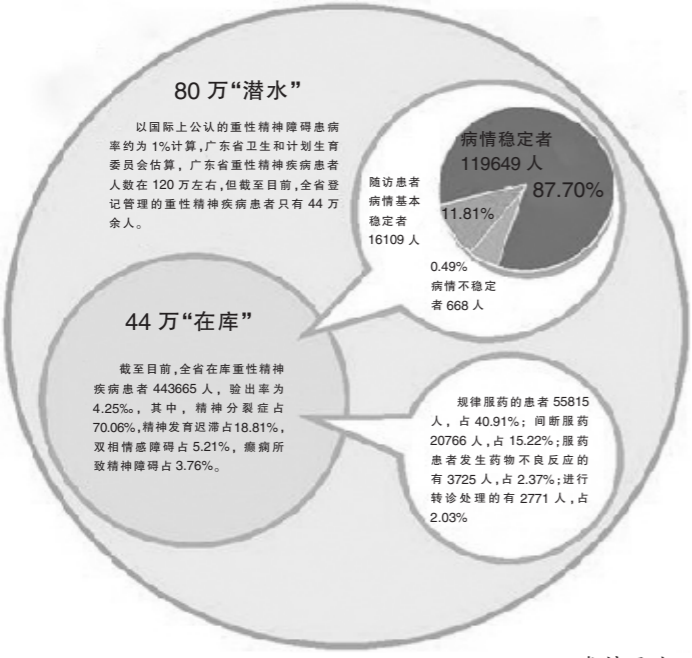 80 万“潜水”
以国际上公认的重性精神障碍患病
率约为 1%计算,广东省卫生和计划生育
委员会估算，广东省重性精神疾病患者
人数在 120 万左右,但截至目前,全省登
记管理的重性精神疾病患者只有 44 万
余人。
病情稳定者
119649 人
87.70%
随访患者
病情基本
稳定者
16109 人
11.81%
0.49%
病情不稳定
者 668 人
44 万“在库”
截至目前,全省在库重性精神
疾病患者 443665 人，验出率为
4.25‰，其中，精神分裂症占
70.06%,精神发育迟滞占18.81%,
双相情感障碍占 5.21%，癫痫所
致精神障碍占 3.76%。
规律服药的患者 55815
人，占 40.91%；间断服药
20766 人,占 15.22%;服药
患者发生药物不良反应的
有 3725 人,占 2.37%;进行
转诊处理的有 2771 人,占
2.03%